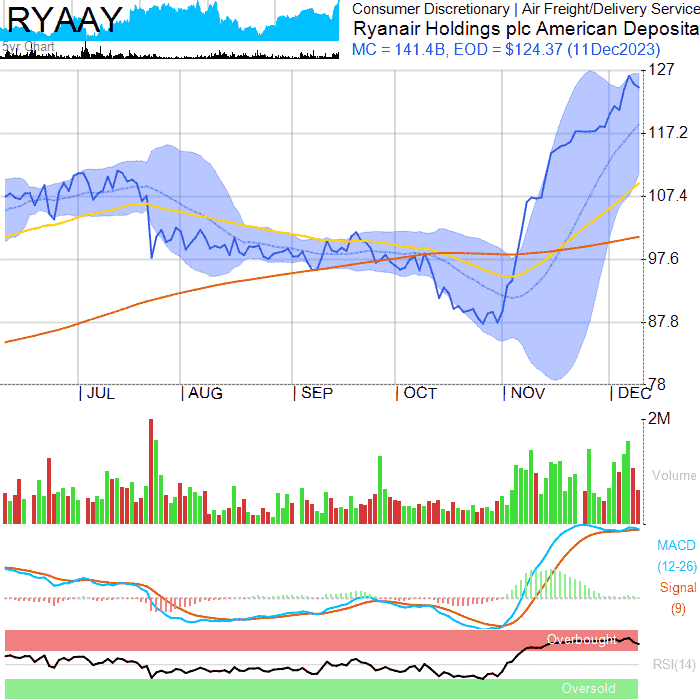 RYAAY
5yr Chart
Consumer Discretionary | Air Freight/Delivery Service
Ryanair Holdings plc American Deposita
MC = 141.4B, EOD = $124.37 (11Dec2023)
127
117.2
107.4
97.6
87.8
78
JUL AUG SEP OCT NOV DEC
2M
Volume
MACD
(12-26)
Signal
(9)
Overbought
RSI(14)
Oversold